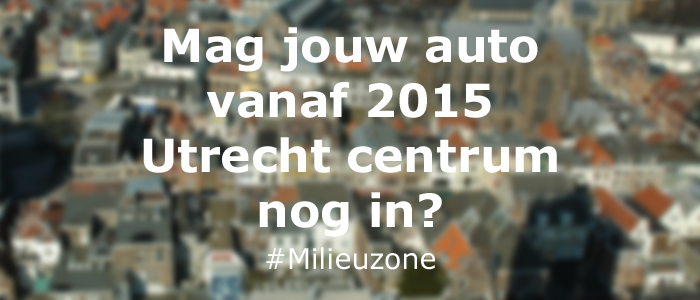 Mag jouw auto
vanaf 2015
Utrecht centrum
nog in?
#Milieuzone